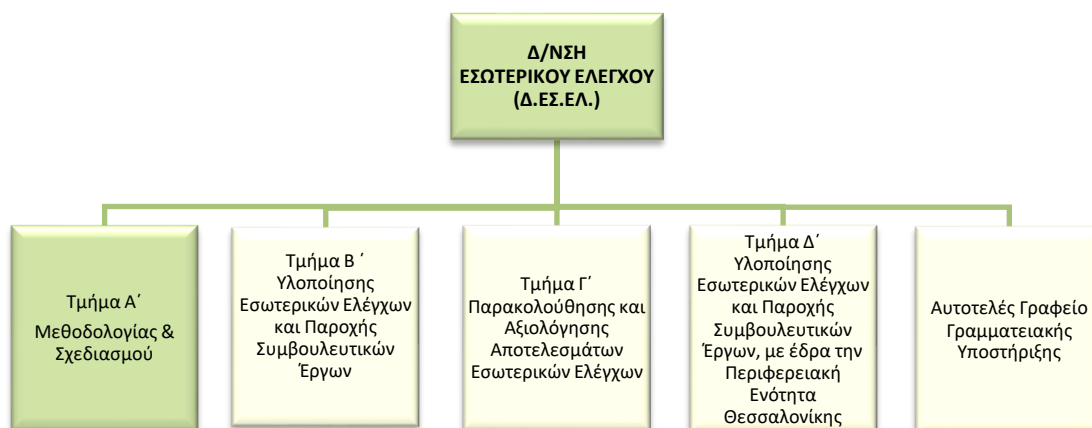 Δ/ΝΣΗ
ΕΣΩΤΕΡΙΚΟΥ ΕΛΕΓΧΟΥ
(Δ.ΕΣ.ΕΛ.)
Τμήμα Α΄
Μεθοδολογίας &
Σχεδιασμού
Τμήμα Β ΄
Υλοποίησης
Εσωτερικών Ελέγχων
και Παροχής
Συμβουλευτικών
Έργων
Τμήμα Γ΄
Παρακολούθησης και
Αξιολόγησης
Αποτελεσμάτων
Εσωτερικών Ελέγχων
Τμήμα Δ΄
Υλοποίησης
Εσωτερικών Ελέγχων
και Παροχής
Συμβουλευτικών
Έργων, με έδρα την
Περιφερειακή
Ενότητα
Θεσσαλονίκης
Αυτοτελές Γραφείο
Γραμματειακής
Υποστήριξης